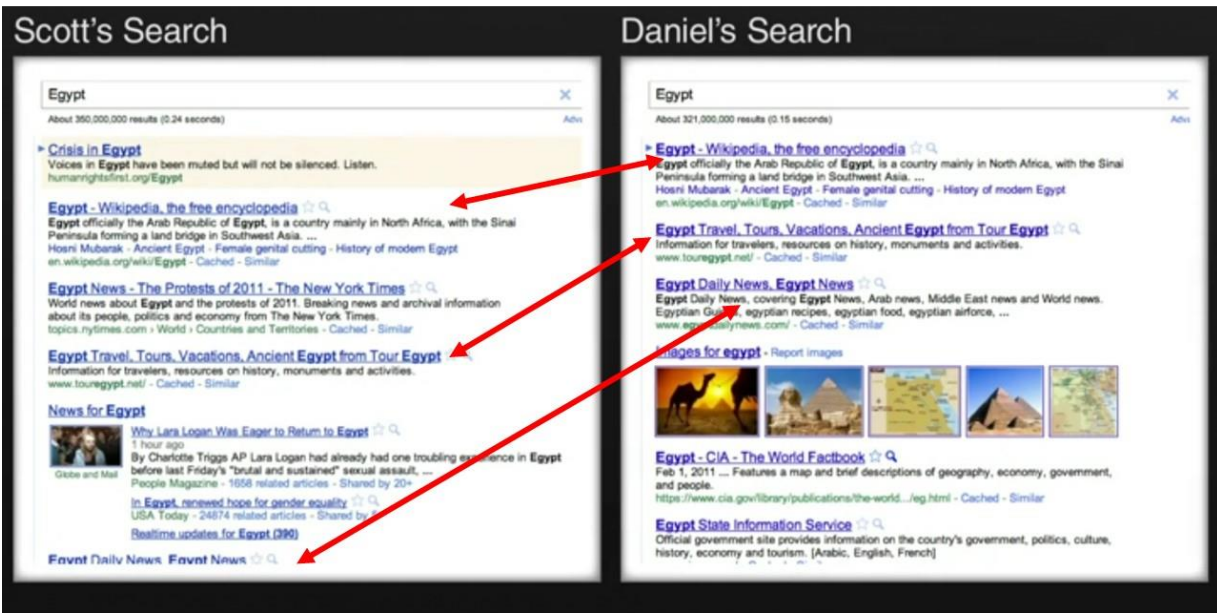 Scott's Search
Egypt
About 350,000,000 results (0.24 seconds)
Crisis in Egypt
Voices in Egypt have been muted but will not be silenced. Listen.
humanrightsfirst.org/Egypt
Egypt - Wikipedia, the free encyclopedia
Egypt officially the Arab Republic of Egypt, is a country mainly in North Africa, with the Sinai
Peninsula forming a land bridge in Southwest Asia. ...
Hosni Mubarak - Ancient Egypt - Female genital cutting - History of modern Egypt
en.wikipedia.org/wiki/Egypt - Cached - Similar
Egypt News - The Protests of 2011 - The New York Times
World news about Egypt and the protests of 2011. Breaking news and archival information
about its people, politics and economy from The New York Times.
topics.nytimes.com › World › Countries and Territories - Cached - Similar
Egypt Travel, Tours, Vacations, Ancient Egypt from Tour Egypt
Information for travelers, resources on history, monuments and activities.
www.touregypt.net/ - Cached - Similar
News for Egypt
Globe and Mail
Why Lara Logan Was Eager to Return to Egypt
1 hour ago
By Charlotte Triggs AP Lara Logan had already had one troubling experience in Egypt
before last Friday's "brutal and sustained" sexual assault, ...
People Magazine - 1658 related articles - Shared by 20+
In Egypt, renewed hope for gender equality
USA Today - 24874 related articles - Shared by
Realtime updates for Egypt (390)
Egypt Daily News, Egypt News
Daniel's Search
Egypt
About 321,000,000 results (0.15 seconds)
Egypt - Wikipedia, the free encyclopedia
Egypt officially the Arab Republic of Egypt, is a country mainly in North Africa, with the Sinai
Peninsula forming a land bridge in Southwest Asia. ...
Hosni Mubarak - Ancient Egypt - Female genital cutting - History of modern Egypt
en.wikipedia.org/wiki/Egypt - Cached - Similar
Egypt Travel, Tours, Vacations, Ancient Egypt from Tour Egypt
Information for travelers, resources on history, monuments and activities.
www.touregypt.net/ - Cached - Similar
Egypt Daily News, Egypt News
Egypt Daily News, covering Egypt News, Arab news, Middle East news and World news.
Egyptian Guides, egyptian recipes, egyptian food, egyptian airforce, ...
www.egyptdailynews.com/ - Cached - Similar
Images for egypt - Report images
Egypt - CIA - The World Factbook
Feb 1, 2011 ... Features a map and brief descriptions of geography, economy, government,
and people.
https://www.cia.gov/library/publications/the-world.../eg.html - Cached - Similar
Egypt State Information Service
Official government site provides information on the country's government, politics, culture,
history, economy and tourism. [Arabic, English, French]